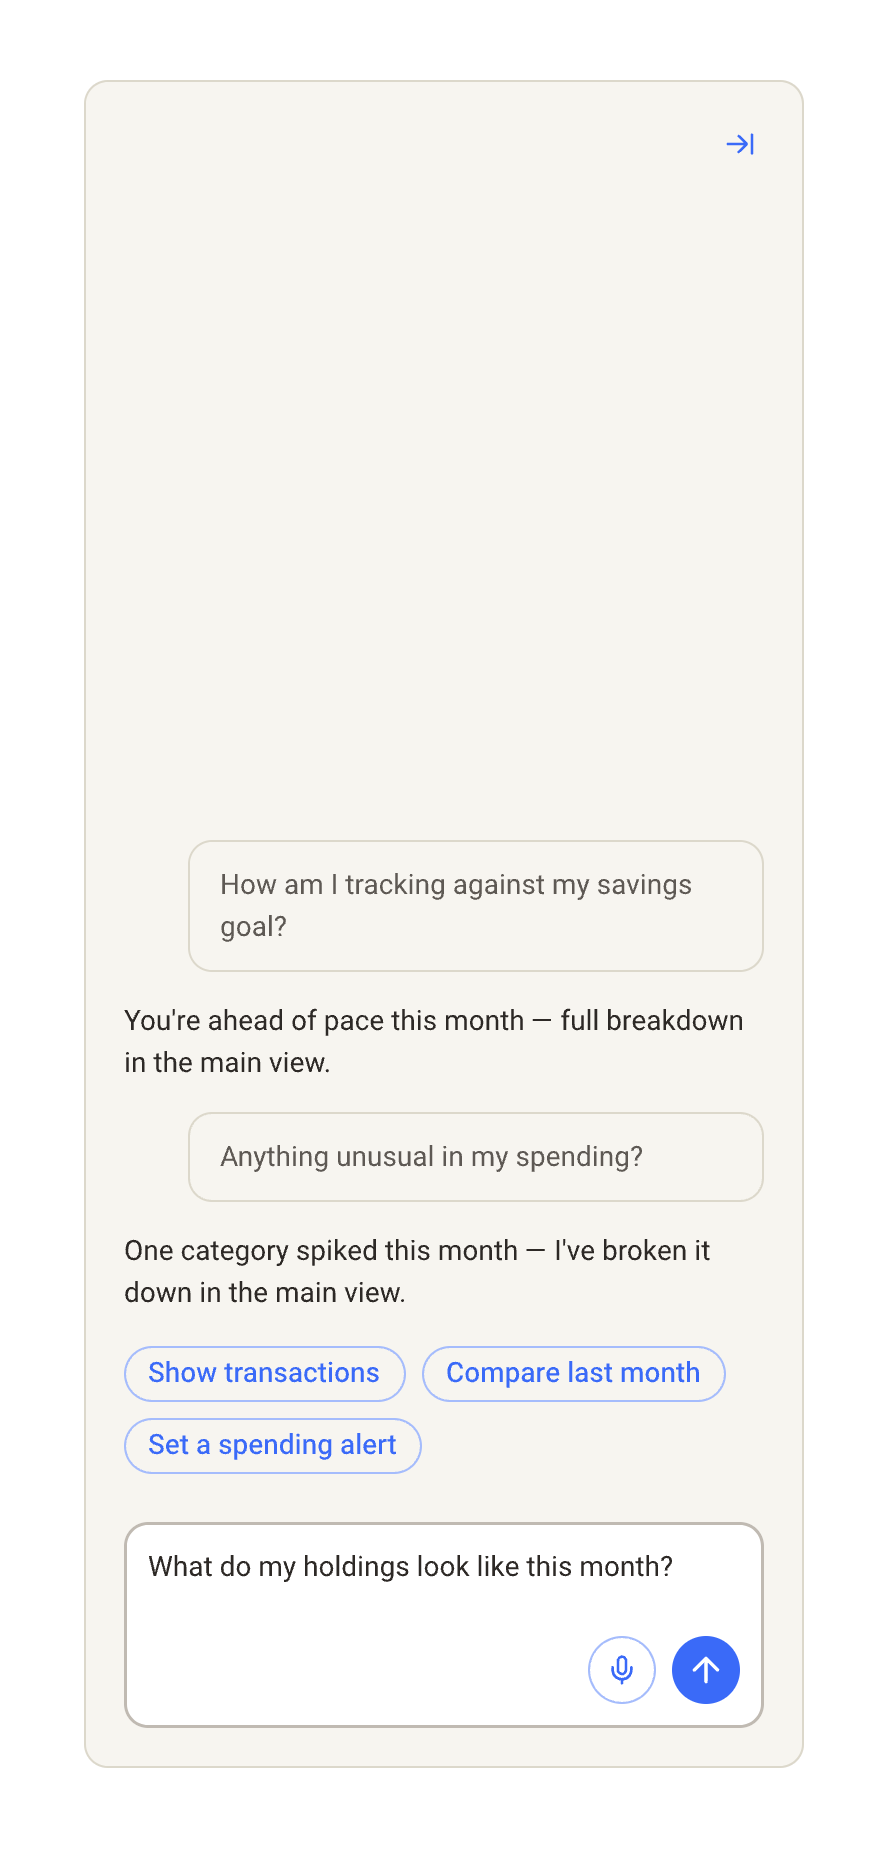 How am I tracking against my savings
goal?
You're ahead of pace this month — full breakdown
in the main view.
Anything unusual in my spending?
One category spiked this month — I've broken it
down in the main view.
Show transactions
Compare last month
Set a spending alert
What do my holdings look like this month?